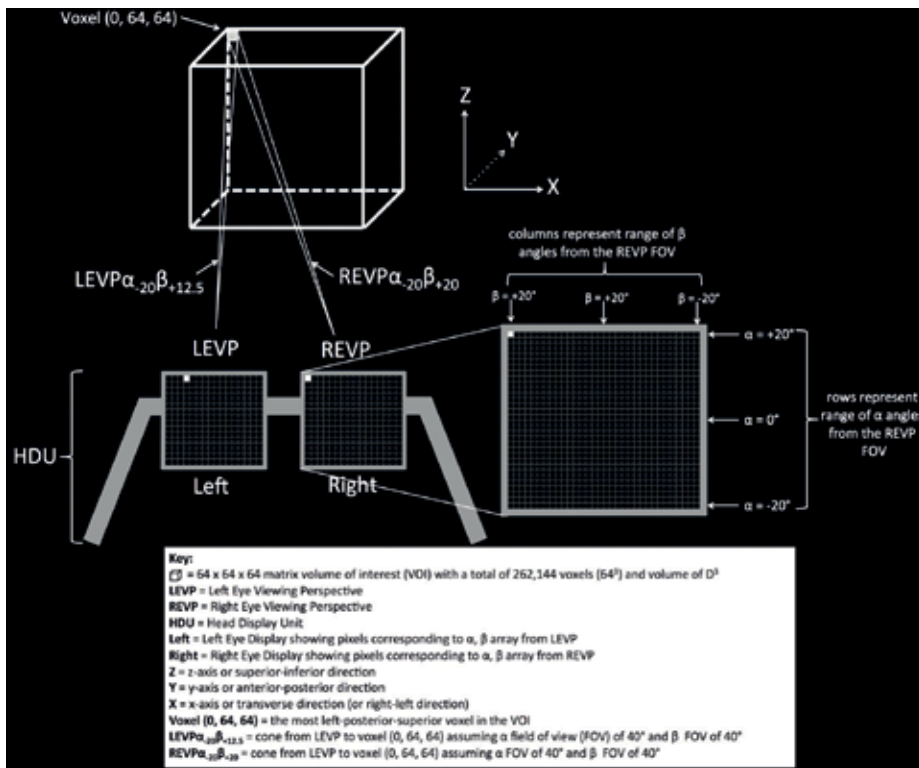 Voxel (0, 64, 64)
Z
Y
X
LEVPα-20β+12.5
REVPα-20β+20
columns represent range of β
angles from the REVP FOV
β = +20°
β = +20°
β = -20°
LEVP
REVP
α = +20°
α = 0°
α = -20°
rows represent
range of α angles
from the REVP
FOV
HDU
Left
Right
Key:
= 64 x 64 x 64 matrix volume of interest (VOI) with a total of 262,144 voxels (64³) and volume of D³
LEVP = Left Eye Viewing Perspective
REVP = Right Eye Viewing Perspective
HDU = Head Display Unit
Left = Left Eye Display showing pixels corresponding to α, β array from LEVP
Right = Right Eye Display showing pixels corresponding to α, β array from REVP
Z = z-axis or superior-inferior direction
Y = y-axis or anterior-posterior direction
X = x-axis or transverse direction (or right-left direction)
Voxel (0, 64, 64) = the most left-posterior-superior voxel in the VOI
LEVPα-20β+12.5 = cone from LEVP to voxel (0, 64, 64) assuming α field of view (FOV) of 40° and β FOV of 40°
REVPα-20β+20 = cone from LEVP to voxel (0, 64, 64) assuming α FOV of 40° and β FOV of 40°